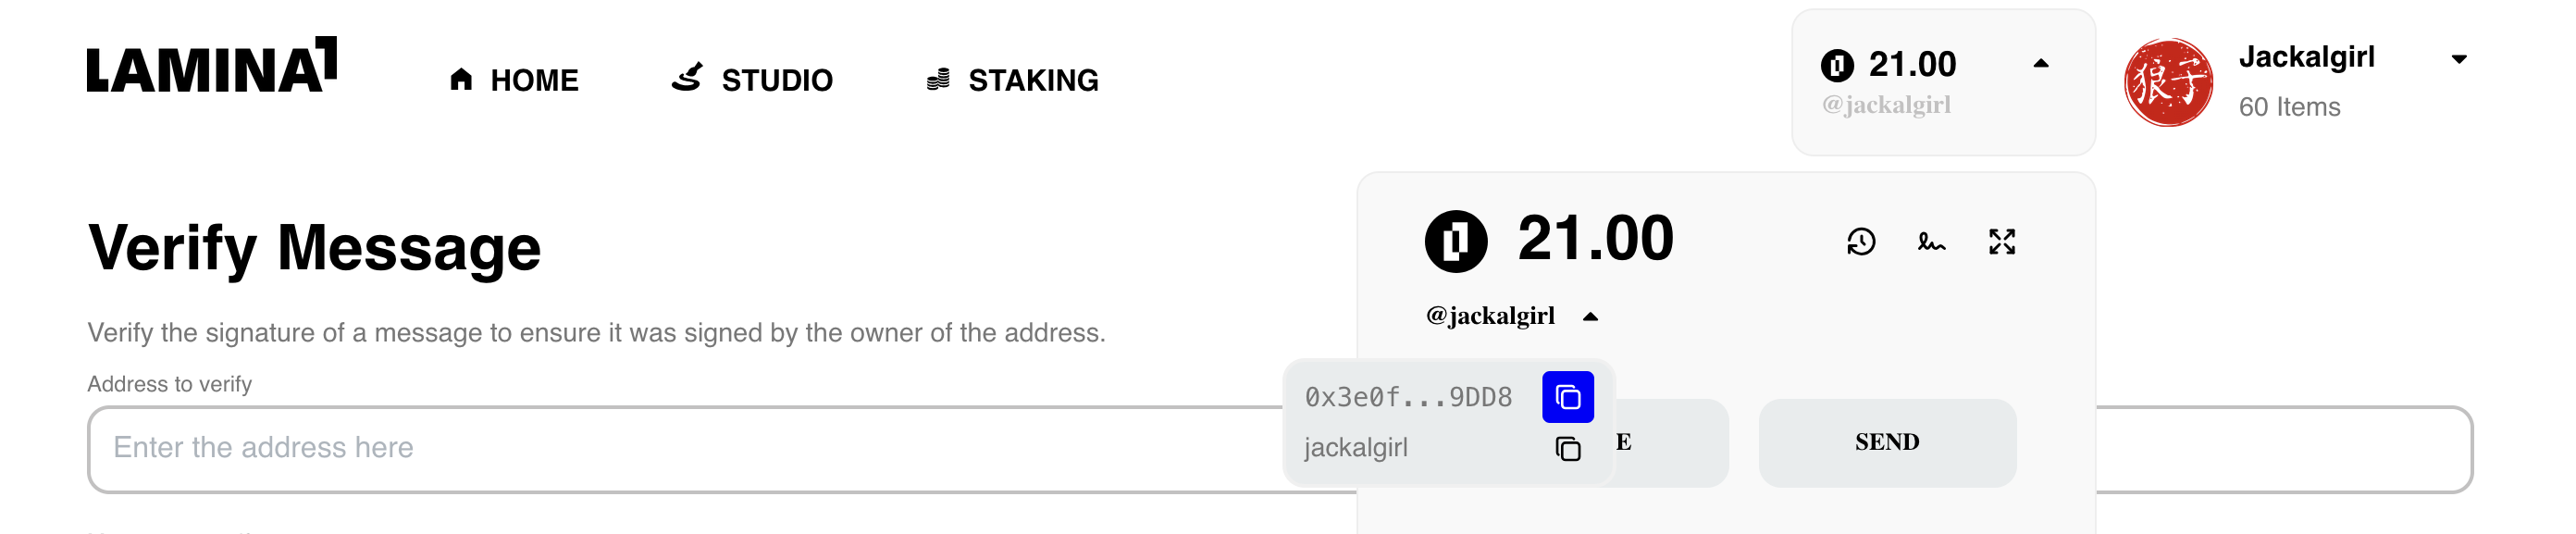 LAMINA1
HOME
STUDIO
STAKING
21.00
@jackalgirl
狼子
Jackalgirl
60 Items
Verify Message
Verify the signature of a message to ensure it was signed by the owner of the address.
Address to verify
Enter the address here
21.00
@jackalgirl
0x3e0f...9DD8
jackalgirl
E
SEND